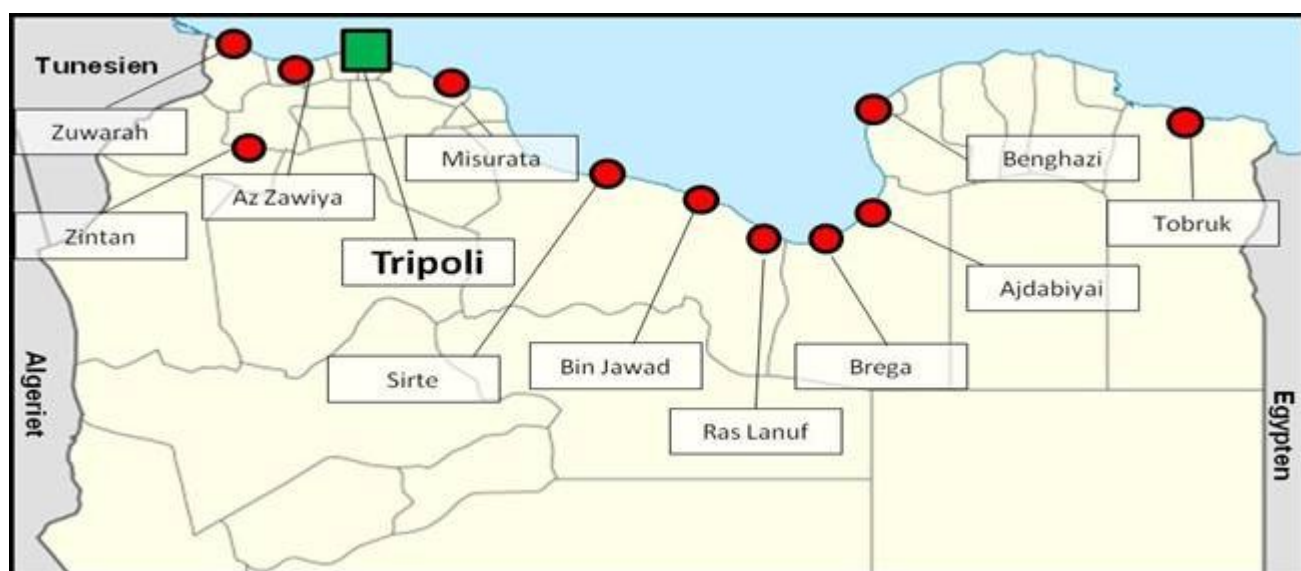 Tunesien
Zuwarah
Misurata
Benghazi
Az Zawiya
Zintan
Tobruk
Tripoli
Ajdabiyai
Algeriet
Sirte
Bin Jawad
Brega
Egypten
Ras Lanuf